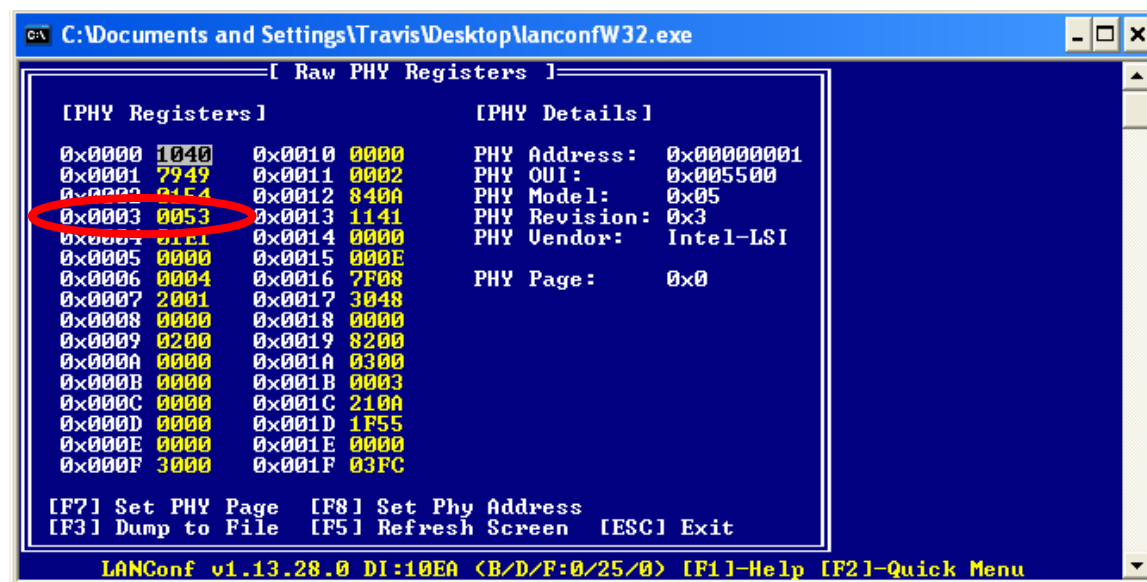 C:\Documents and Settings\Travis\Desktop\lanconfW32.exe
[ Raw PHY Registers ]
[PHY Registers] [PHY Details]
0x0000 1040 0x0010 0000 PHY Address: 0x00000001
0x0001 7949 0x0011 0002 PHY OUI: 0x005500
0x0002 0154 0x0012 840A PHY Model: 0x05
0x0003 0053 0x0013 1141 PHY Revision: 0x3
0x0004 01E1 0x0014 0000 PHY Vendor: Intel-LSI
0x0005 0000 0x0015 000E
0x0006 0004 0x0016 7F08 PHY Page: 0x0
0x0007 2001 0x0017 3048
0x0008 0000 0x0018 0000
0x0009 0200 0x0019 8200
0x000A 0000 0x001A 0300
0x000B 0000 0x001B 0003
0x000C 0000 0x001C 210A
0x000D 0000 0x001D 1F55
0x000E 0000 0x001E 0000
0x000F 3000 0x001F 03FC
[F7] Set PHY Page [F8] Set Phy Address
[F3] Dump to File [F5] Refresh Screen [ESC] Exit
LANConf v1.13.28.0 DI:10EA (B/D/F:0/25/0) [F1]-Help [F2]-Quick Menu